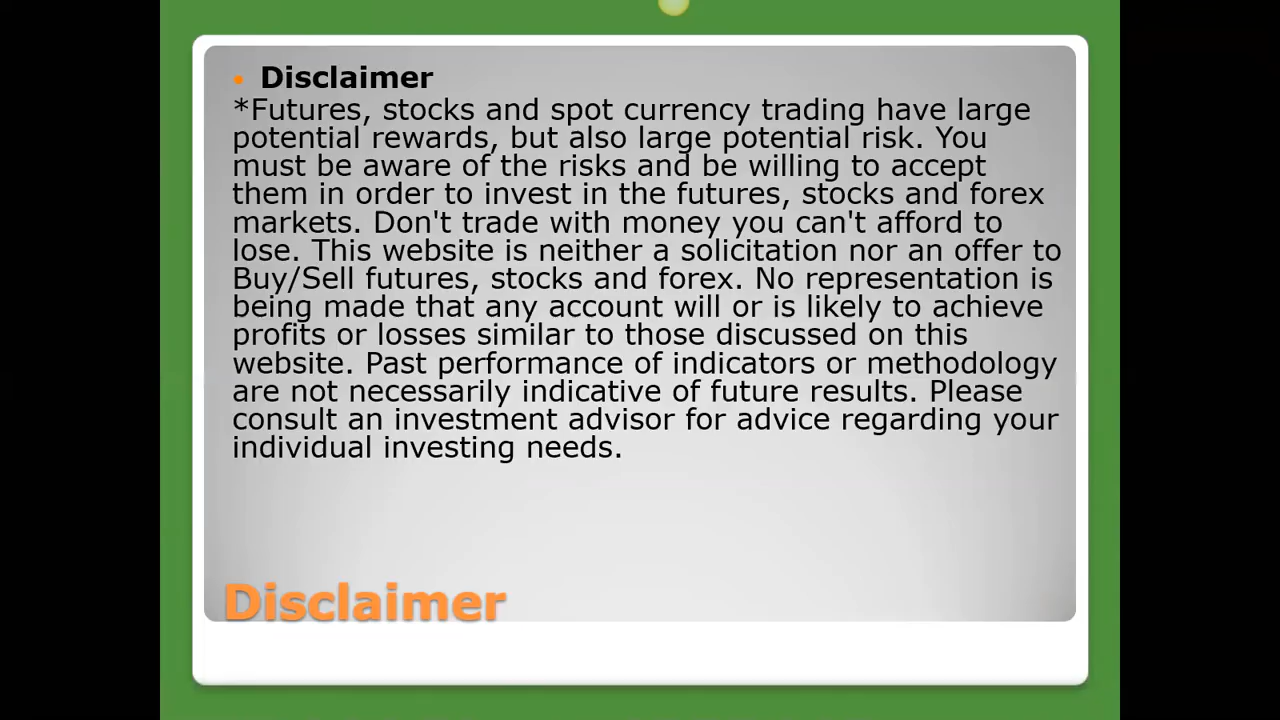 • Disclaimer
*Futures, stocks and spot currency trading have large
potential rewards, but also large potential risk. You
must be aware of the risks and be willing to accept
them in order to invest in the futures, stocks and forex
markets. Don't trade with money you can't afford to
lose. This website is neither a solicitation nor an offer to
Buy/Sell futures, stocks and forex. No representation is
being made that any account will or is likely to achieve
profits or losses similar to those discussed on this
website. Past performance of indicators or methodology
are not necessarily indicative of future results. Please
consult an investment advisor for advice regarding your
individual investing needs.
Disclaimer